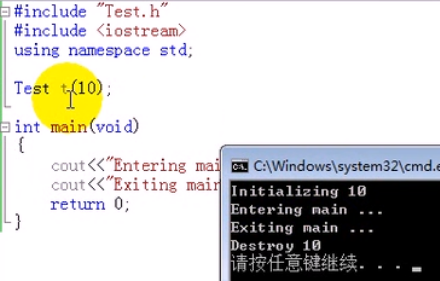 #include "Test.h"
#include <iostream>
using namespace std;
Test t(10);
int main(void)
{
cout<<"Entering mai
cout<<"Exiting main
return 0;
}
C:\Windows\system32\cmd.e
Initializing 10
Entering main ...
Exiting main ...
Destroy 10
请按任意键继续. . .